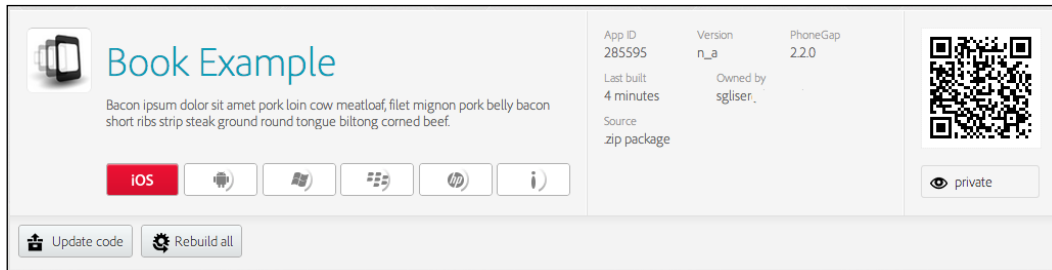 Book Example
Bacon ipsum dolor sit amet pork loin cow meatloaf, filet mignon pork belly bacon
short ribs strip steak ground round tongue biltong corned beef.
iOS
hp
i
App ID
285595
Version
n_a
PhoneGap
2.2.0
Last built
4 minutes
Owned by
sgliser
Source
.zip package
private
Update code
Rebuild all